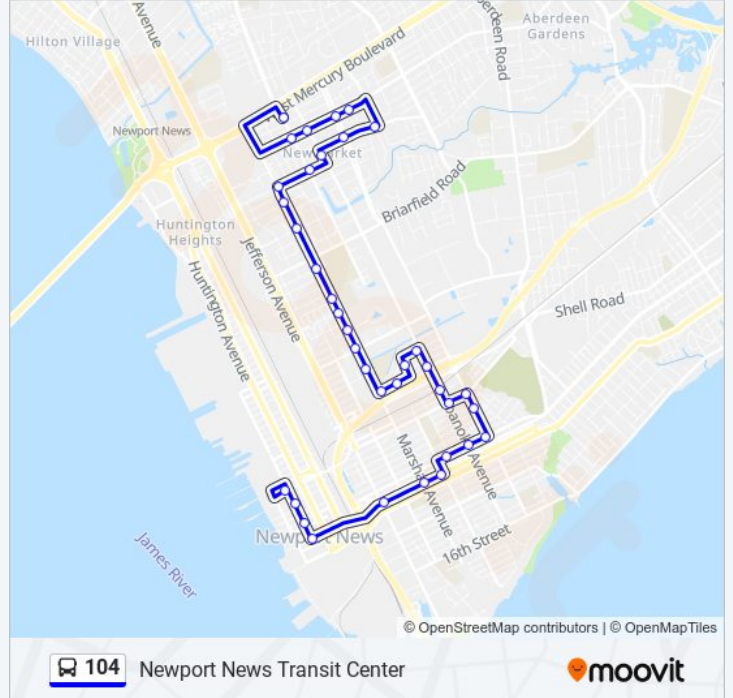 Aberdeen
Gardens
Hilton Village
Avenue
st Mercury Boulevard
Aberdeen Road
Newport News
Newmarket
Briarfield Road
Huntington
Heights
Jefferson Avenue
Huntington Avenue
Shell Road
anoke Avenue
Marshall Avenue
16th Street
Newport News
James River
© OpenStreetMap contributors | © OpenMapTiles
104 Newport News Transit Center
moovit